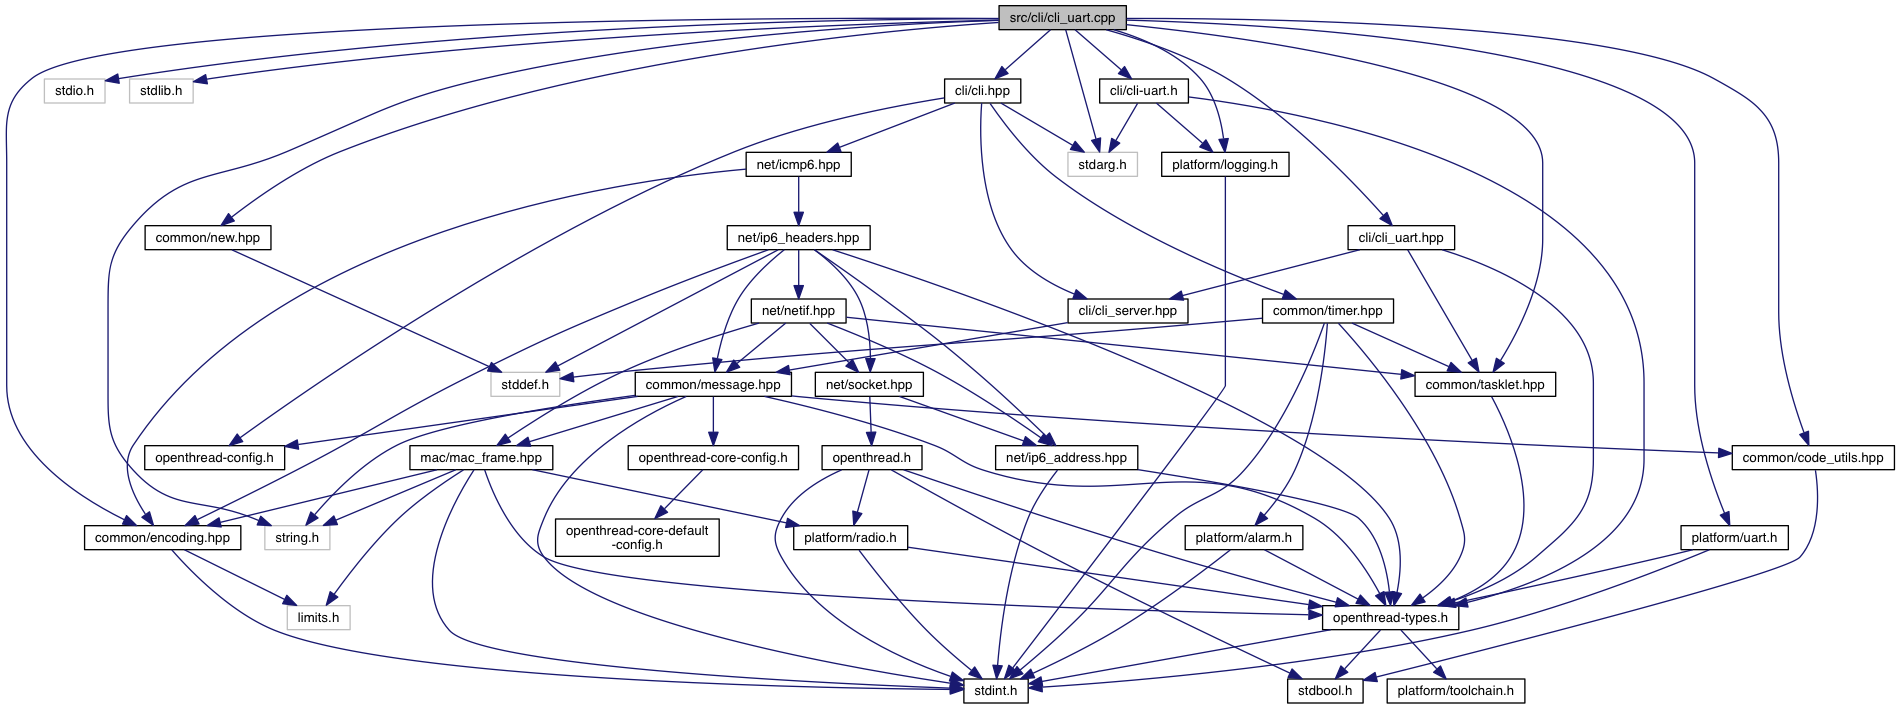 src/cli/cli_uart.cpp
stdio.h
stdlib.h
cli/cli.hpp
cli/cli-uart.h
net/icmp6.hpp
stdarg.h
platform/logging.h
common/new.hpp
net/ip6_headers.hpp
cli/cli_uart.hpp
net/netif.hpp
cli/cli_server.hpp
common/timer.hpp
stddef.h
common/message.hpp
net/socket.hpp
common/tasklet.hpp
openthread-config.h
mac/mac_frame.hpp
openthread-core-config.h
openthread.h
net/ip6_address.hpp
common/code_utils.hpp
common/encoding.hpp
string.h
openthread-core-default
-config.h
platform/radio.h
platform/alarm.h
platform/uart.h
limits.h
openthread-types.h
stdint.h
stdbool.h
platform/toolchain.h